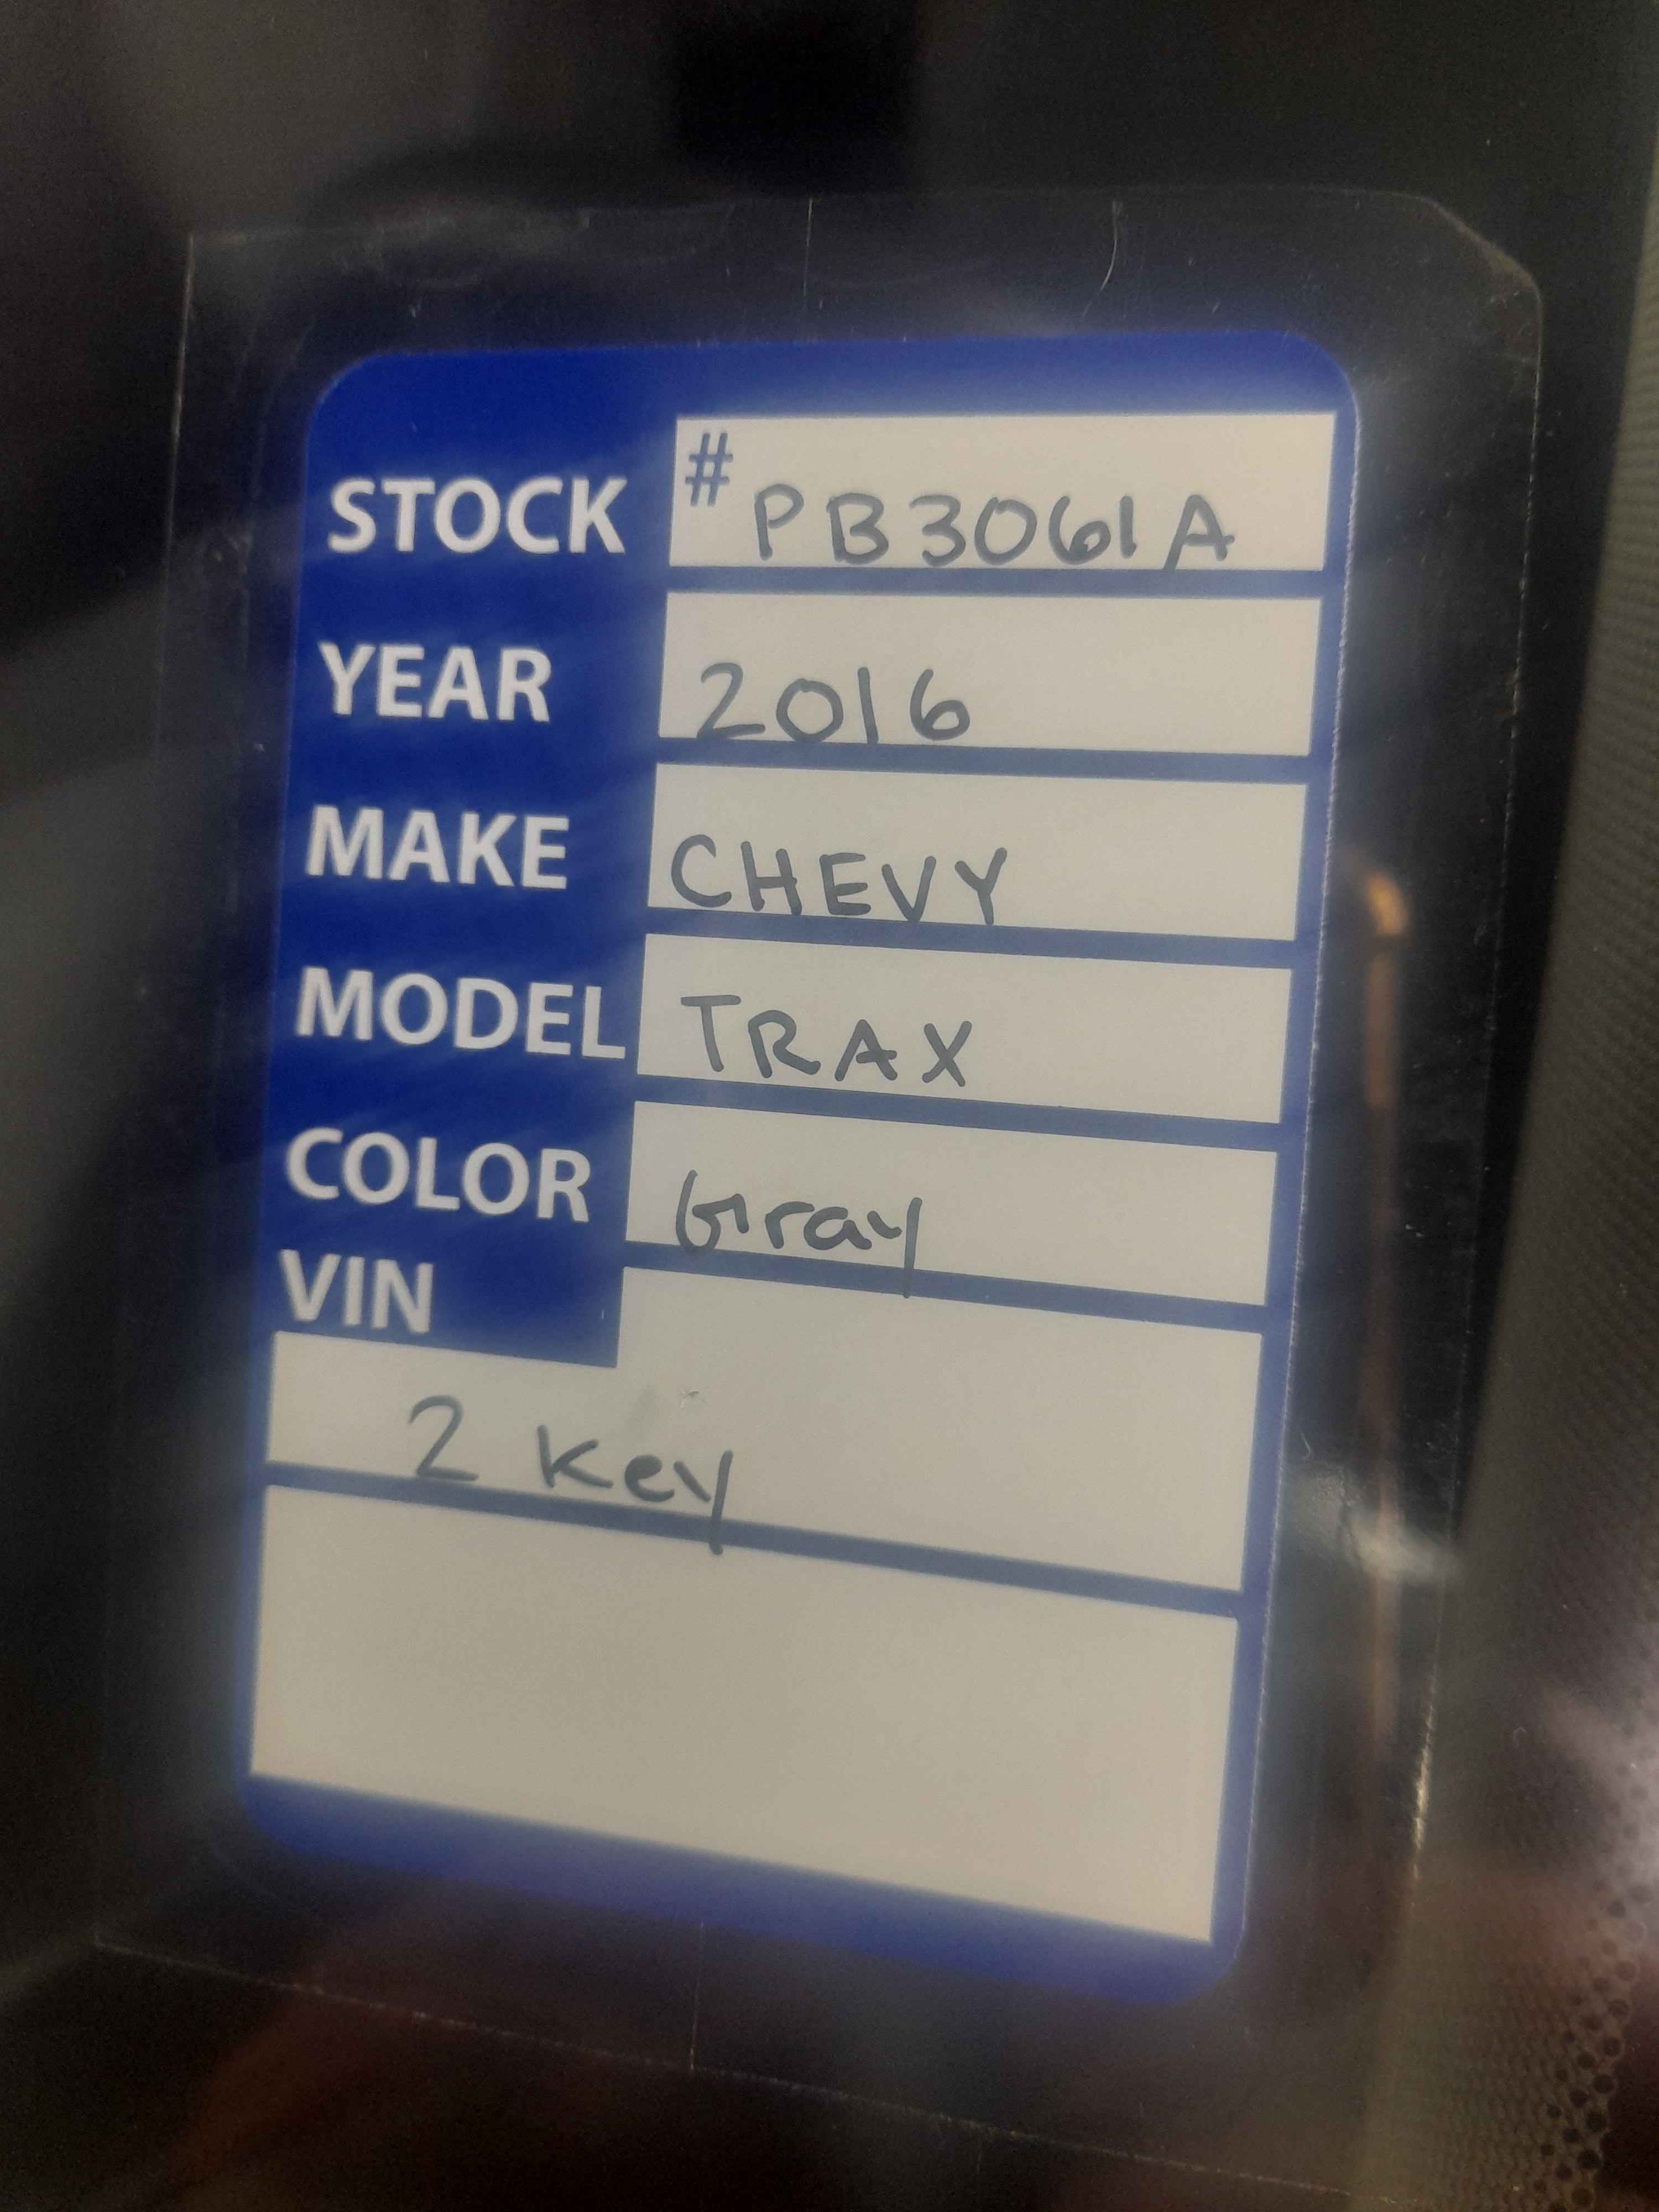 STOCK # PB3061A
YEAR 2016
MAKE CHEVY
MODEL TRAX
COLOR Gray
VIN
2 Key